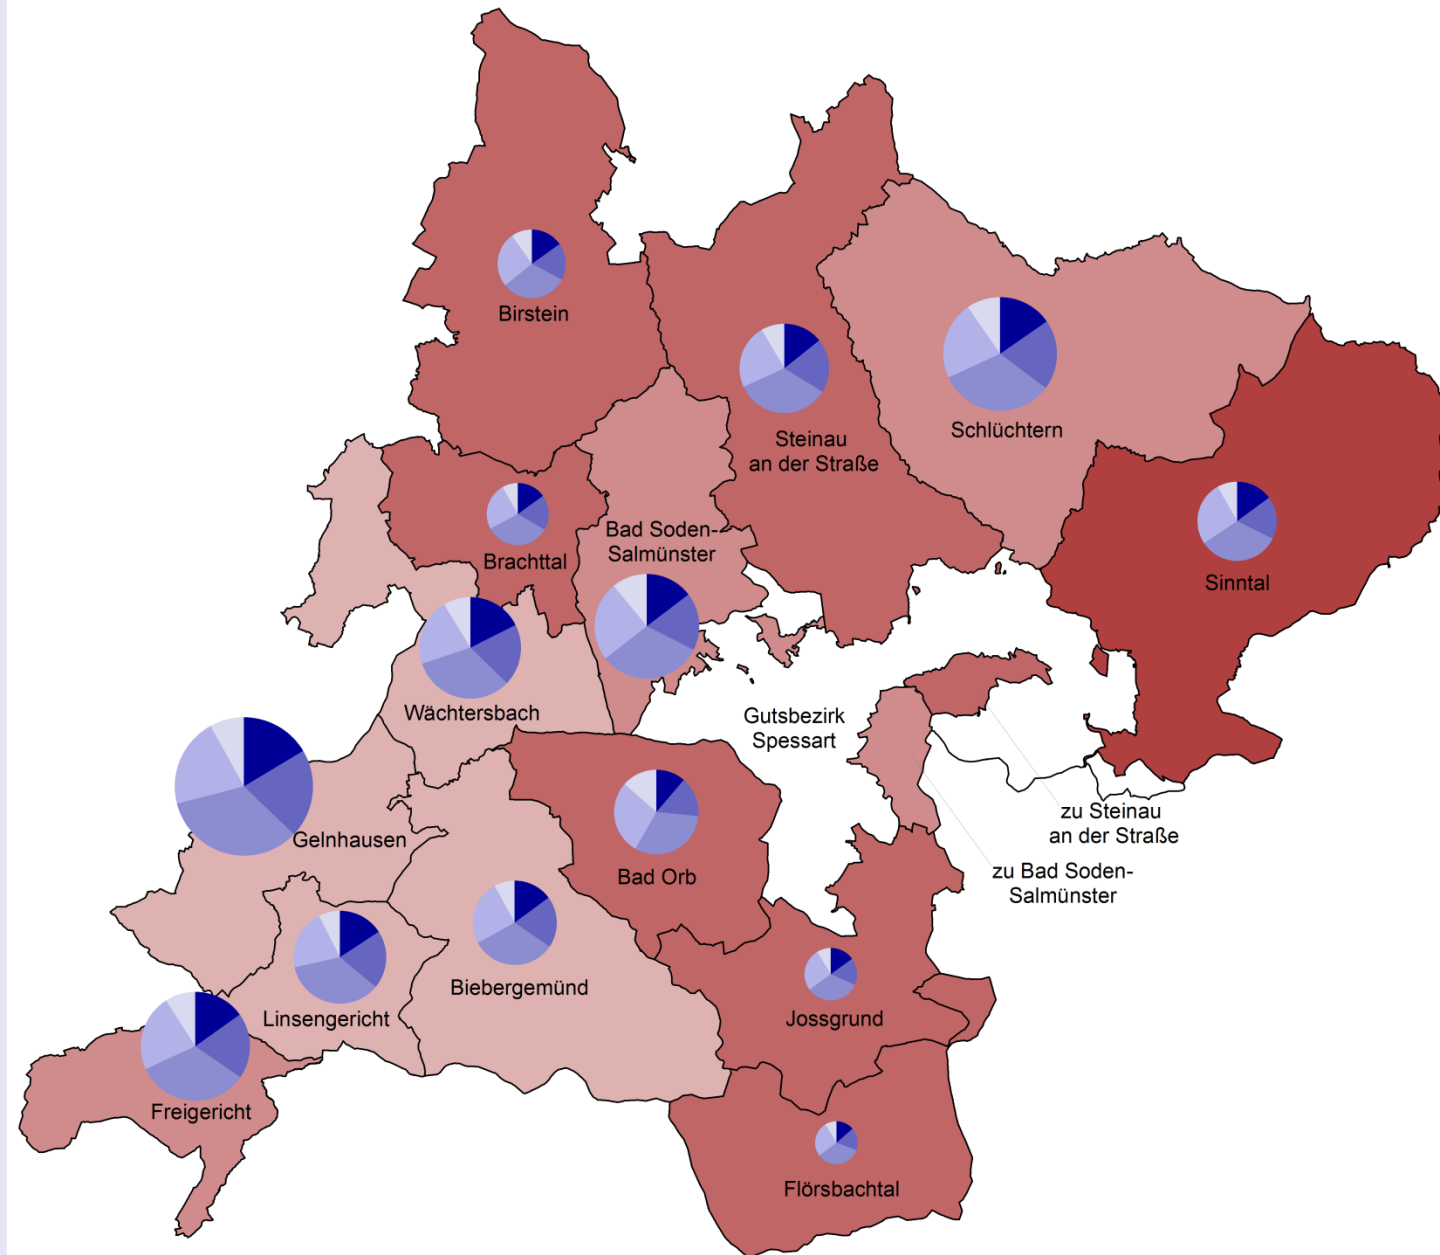 Birstein
Steinau
an der Straße
Schlüchtern
Bad Soden-
Salmünster
Brachttal
Sinntal
Wächtersbach
Gutsbezirk
Spessart
zu Steinau
an der Straße
Gelnhausen
Bad Orb
zu Bad Soden-
Salmünster
Biebergemünd
Linsengericht
Jossgrund
Freigericht
Flörsbachtal